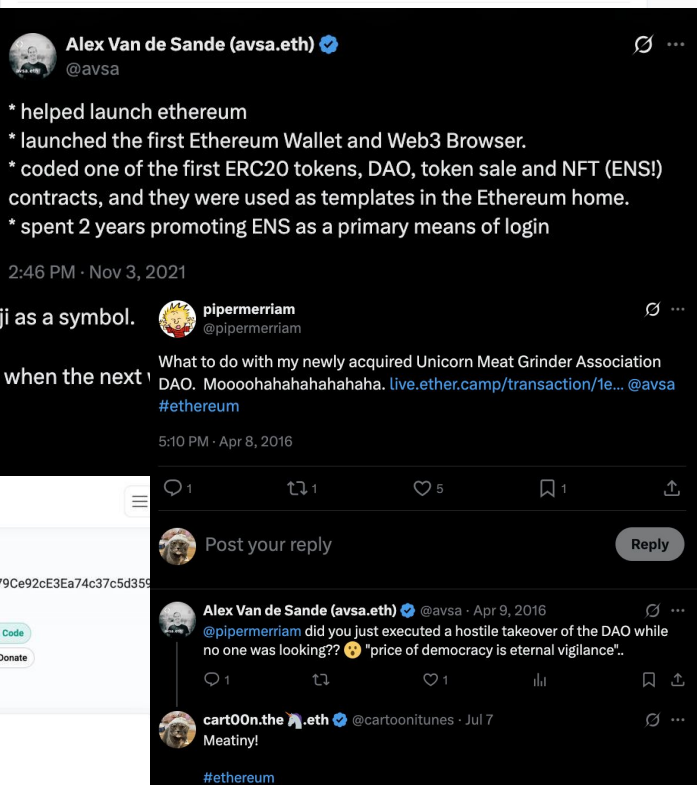 Alex Van de Sande (avsa.eth)
@avsa
* helped launch ethereum
* launched the first Ethereum Wallet and Web3 Browser.
* coded one of the first ERC20 tokens, DAO, token sale and NFT (ENS!)
contracts, and they were used as templates in the Ethereum home.
* spent 2 years promoting ENS as a primary means of login
2:46 PM · Nov 3, 2021
ji as a symbol.
when the next
pipermerriam
@pipermerriam
What to do with my newly acquired Unicorn Meat Grinder Association
DAO. Moooohahahahahahaha. live.ether.camp/transaction/1e... @avsa
#ethereum
5:10 PM · Apr 8, 2016
1 1 5 1
Post your reply
Reply
79Ce92cE3Ea74c37c5d359
Code
Donate
Alex Van de Sande (avsa.eth) @avsa · Apr 9, 2016
@pipermerriam did you just executed a hostile takeover of the DAO while
no one was looking?? 😮 "price of democracy is eternal vigilance"..
1 1
cart00n.the🦄.eth @cartoonitunes · Jul 7
Meatiny!
#ethereum